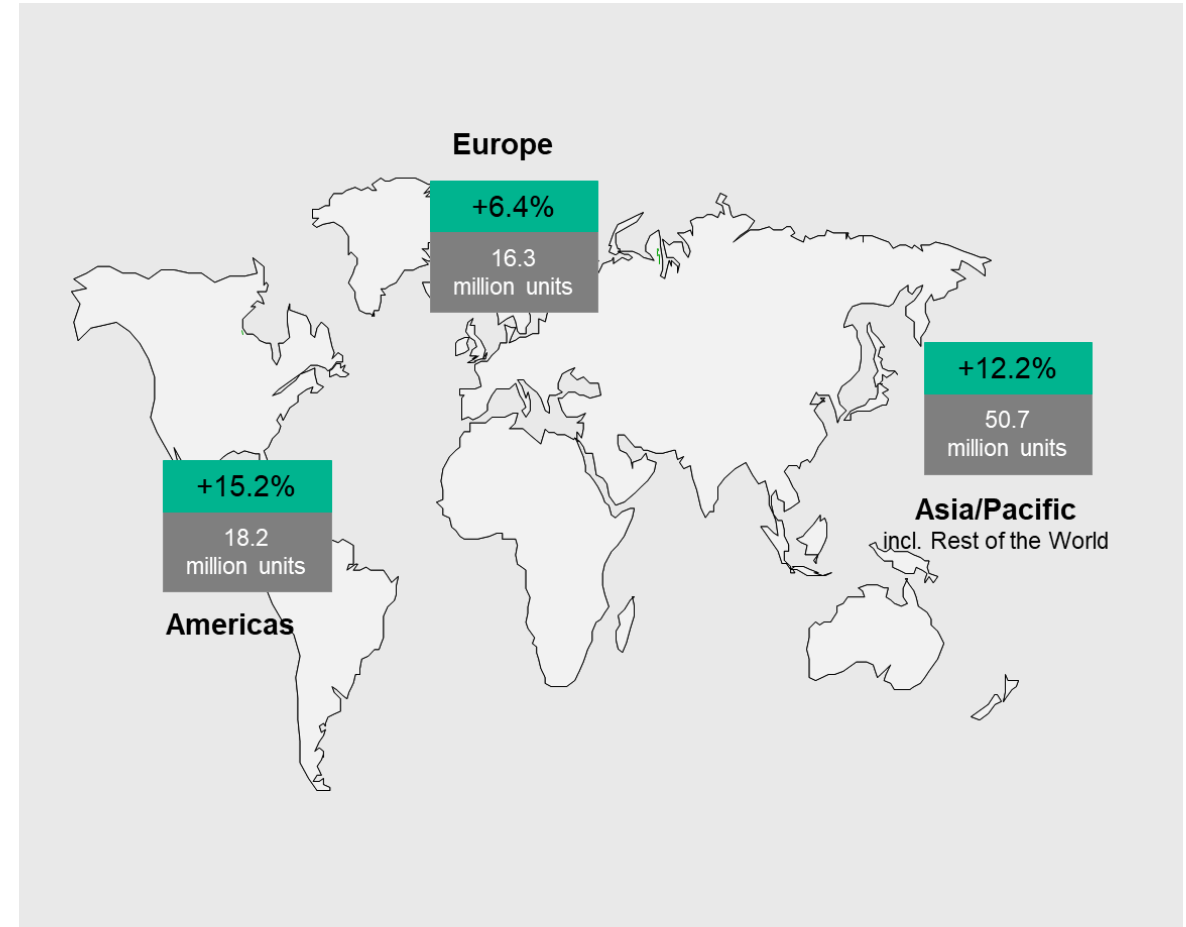 Europe
+6.4%
16.3
million units
+12.2%
50.7
million units
Asia/Pacific
incl. Rest of the World
+15.2%
18.2
million units
Americas